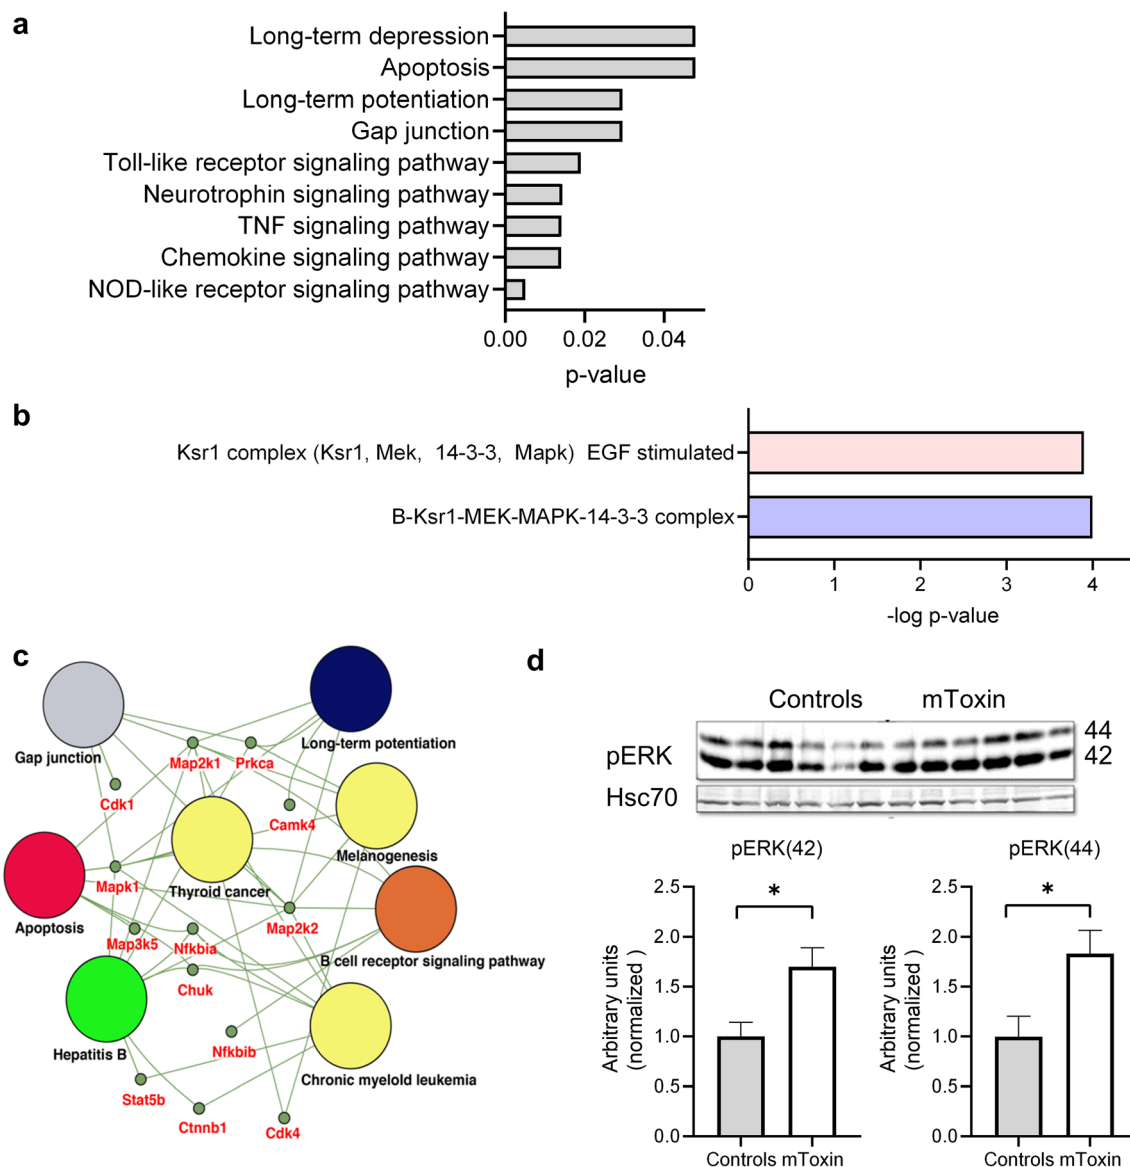 a
Long-term depression
Apoptosis
Long-term potentiation
Gap junction
Toll-like receptor signaling pathway
Neurotrophin signaling pathway
TNF signaling pathway
Chemokine signaling pathway
NOD-like receptor signaling pathway
0.00 0.02 0.04
p-value
b
Ksr1 complex (Ksr1, Mek, 14-3-3, Mapk) EGF stimulated
B-Ksr1-MEK-MAPK-14-3-3 complex
0 1 2 3 4
-log p-value
c
Gap junction
Long-term potentiation
Map2k1 Prkca
Cdk1
Camk4
Melanogenesis
Thyroid cancer
Mapk1
Apoptosis
Map2k2
Map3k5 Nfkbia
B cell receptor signaling pathway
Chuk
Hepatitis B
Nfkbib
Chronic myelold leukemia
Stat5b
Ctnnb1
Cdk4
d
Controls mToxin
pERK
44
42
Hsc70
pERK(42)
*
2.5
2.0
1.5
1.0
0.5
0.0
Arbitrary units
(normalized )
Controls mToxin
pERK(44)
*
2.5
2.0
1.5
1.0
0.5
0.0
Arbitrary units
(normalized )
Controls mToxin